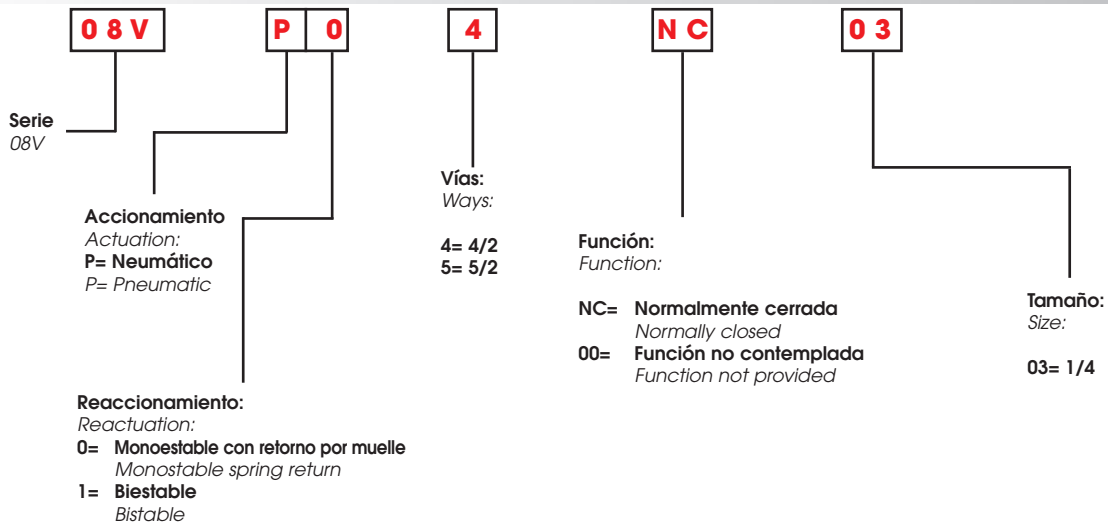 08V P 0 4 NC 03
Serie
08V
Accionamiento
Actuation:
P= Neumático
P= Pneumatic
Reaccionamiento:
Reactuation:
0= Monoestable con retorno por muelle
Monostable spring return
1= Biestable
Bistable
Vías:
Ways:
4= 4/2
5= 5/2
Función:
Function:
NC= Normalmente cerrada
Normally closed
00= Función no contemplada
Function not provided
Tamaño:
Size:
03= 1/4